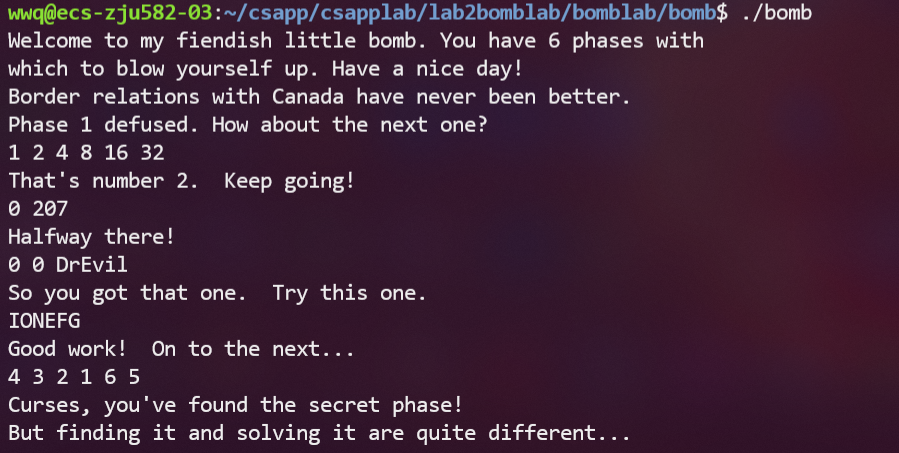 wwq@ecs-zju582-03:~/csapp/csapplab/lab2bomblab/bomblab/bomb$ ./bomb
Welcome to my fiendish little bomb. You have 6 phases with
which to blow yourself up. Have a nice day!
Border relations with Canada have never been better.
Phase 1 defused. How about the next one?
1 2 4 8 16 32
That's number 2.  Keep going!
0 207
Halfway there!
0 0 DrEvil
So you got that one.  Try this one.
IONEFG
Good work!  On to the next...
4 3 2 1 6 5
Curses, you've found the secret phase!
But finding it and solving it are quite different...